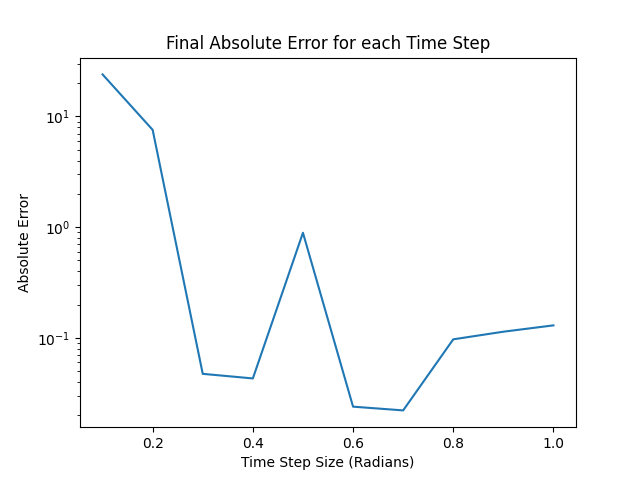 Final Absolute Error for each Time Step
Absolute Error
10¹
10⁰
10⁻¹
0.2 0.4 0.6 0.8 1.0
Time Step Size (Radians)